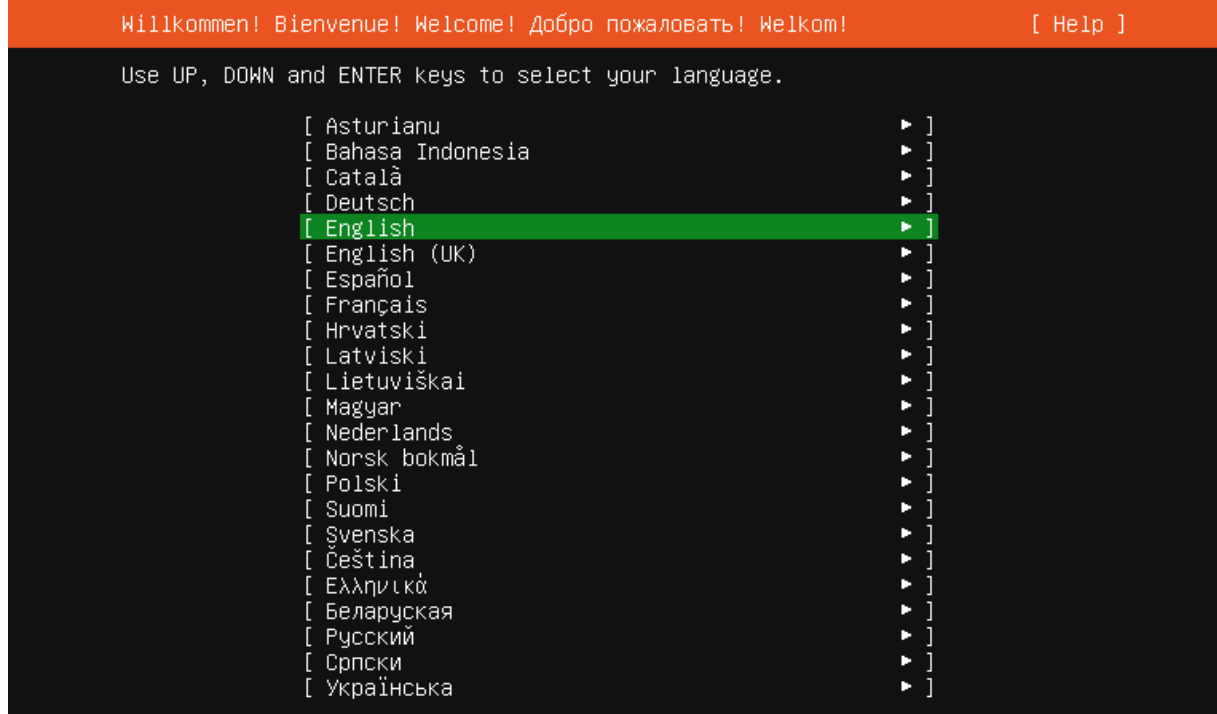 Willkommen! Bienvenue! Welcome! Добро пожаловать! Welkom! [ Help ]
Use UP, DOWN and ENTER keys to select your language.
[ Asturianu ► ]
[ Bahasa Indonesia ► ]
[ Català ► ]
[ Deutsch ► ]
[ English ► ]
[ English (UK) ► ]
[ Español ► ]
[ Français ► ]
[ Hrvatski ► ]
[ Latviski ► ]
[ Lietuviškai ► ]
[ Magyar ► ]
[ Nederlands ► ]
[ Norsk bokmål ► ]
[ Polski ► ]
[ Suomi ► ]
[ Svenska ► ]
[ Čeština ► ]
[ Ελληνικά ► ]
[ Беларуская ► ]
[ Русский ► ]
[ Српски ► ]
[ Українська ► ]